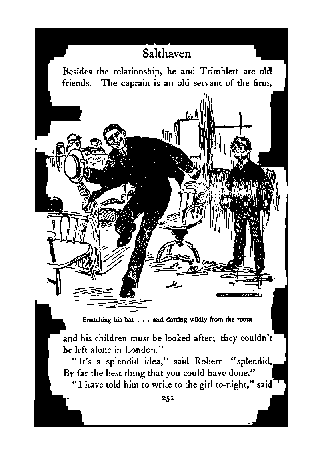 Salthaven
Besides the relationship, he and Trimblett are old
friends. The captain is an old servant of the firm,
Snatching his hat . . . and darting wildly from the room
and his children must be looked after; they couldn't
be left alone in London."
"It's a splendid idea," said Robert "splendid.
By far the best thing that you could have done."
"I have told him to write to the girl to-night," said
251